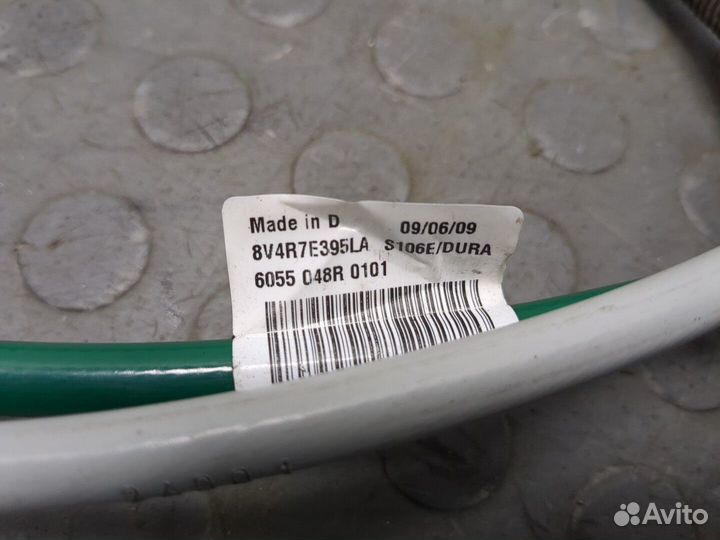 Made in D 09/06/09
8V4R7E395LA S106E/DURA
6055 048R 0101
Avito